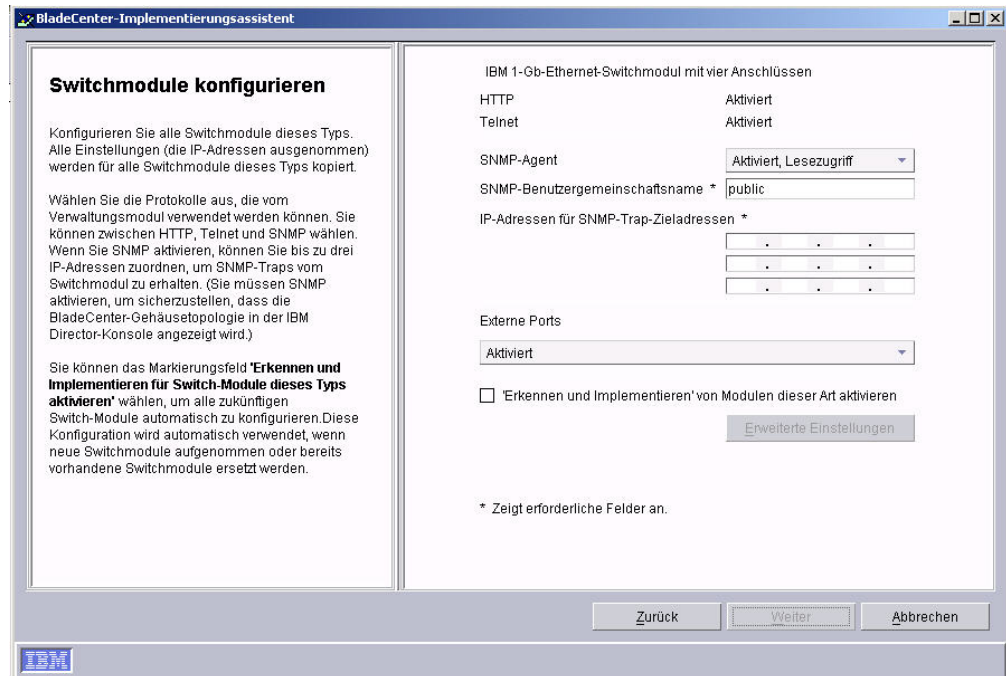 BladeCenter-Implementierungsassistent
Switchmodule konfigurieren
Konfigurieren Sie alle Switchmodule dieses Typs.
Alle Einstellungen (die IP-Adressen ausgenommen)
werden für alle Switchmodule dieses Typs kopiert.
Wählen Sie die Protokolle aus, die vom
Verwaltungsmodul verwendet werden können. Sie
können zwischen HTTP, Telnet und SNMP wählen.
Wenn Sie SNMP aktivieren, können Sie bis zu drei
IP-Adressen zuordnen, um SNMP-Traps vom
Switchmodul zu erhalten. (Sie müssen SNMP
aktivieren, um sicherzustellen, dass die
BladeCenter-Gehäusetopologie in der IBM
Director-Konsole angezeigt wird.)
Sie können das Markierungsfeld 'Erkennen und
Implementieren für Switch-Module dieses Typs
aktivieren' wählen, um alle zukünftigen
Switch-Module automatisch zu konfigurieren.Diese
Konfiguration wird automatisch verwendet, wenn
neue Switchmodule aufgenommen oder bereits
vorhandene Switchmodule ersetzt werden.
IBM 1-Gb-Ethernet-Switchmodul mit vier Anschlüssen
HTTP Aktiviert
Telnet Aktiviert
SNMP-Agent Aktiviert, Lesezugriff
SNMP-Benutzergemeinschaftsname * public
IP-Adressen für SNMP-Trap-Zieladressen *
. . .
. . .
. . .
Externe Ports
Aktiviert
'Erkennen und Implementieren' von Modulen dieser Art aktivieren
Erweiterte Einstellungen
* Zeigt erforderliche Felder an.
Zurück Weiter Abbrechen
IBM